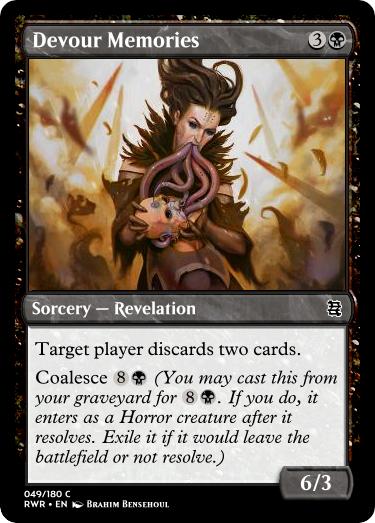 Devour Memories 3
Sorcery — Revelation
Target player discards two cards.
Coalesce 8 (You may cast this from
your graveyard for 8. If you do, it
enters as a Horror creature after it
resolves. Exile it if it would leave the
battlefield or not resolve.)
6/3
049/180 C
RWR • EN Brahim Bensehoul